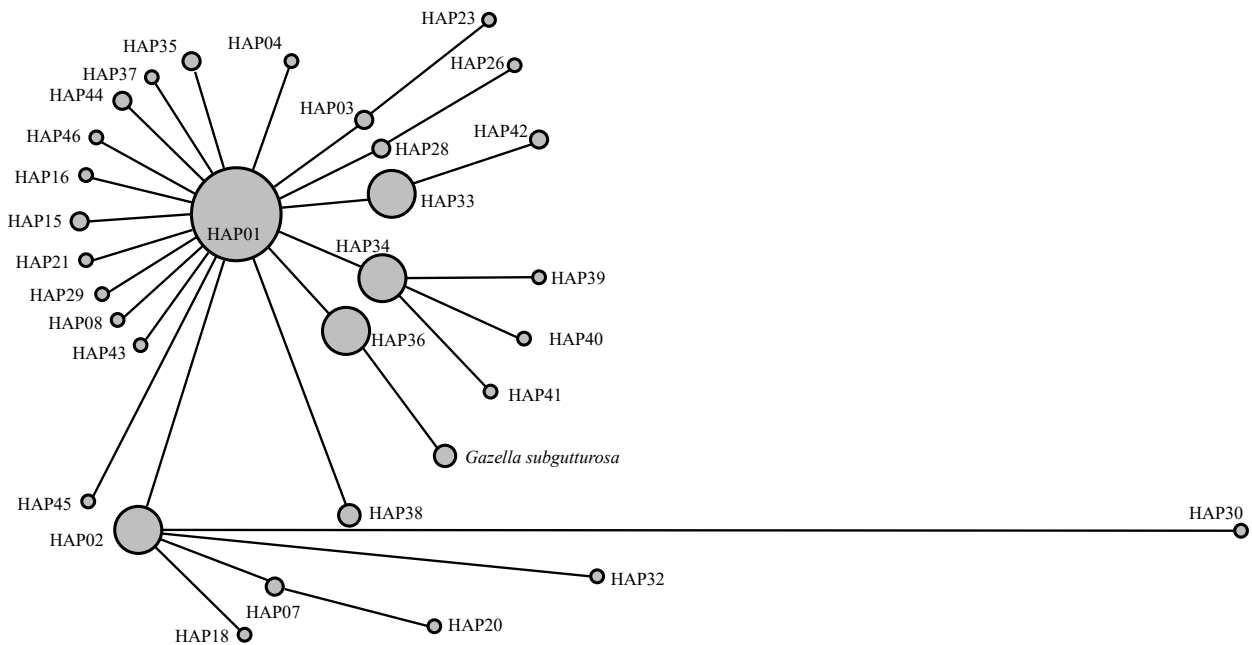 HAP23
HAP35
HAP04
HAP26
HAP37
HAP44
HAP03
HAP42
HAP46
HAP28
HAP16
HAP33
HAP15
HAP01
HAP34
HAP21
HAP39
HAP29
HAP08
HAP36
HAP40
HAP43
HAP41
Gazella subgutturosa
HAP45
HAP38
HAP30
HAP02
HAP32
HAP07
HAP20
HAP18